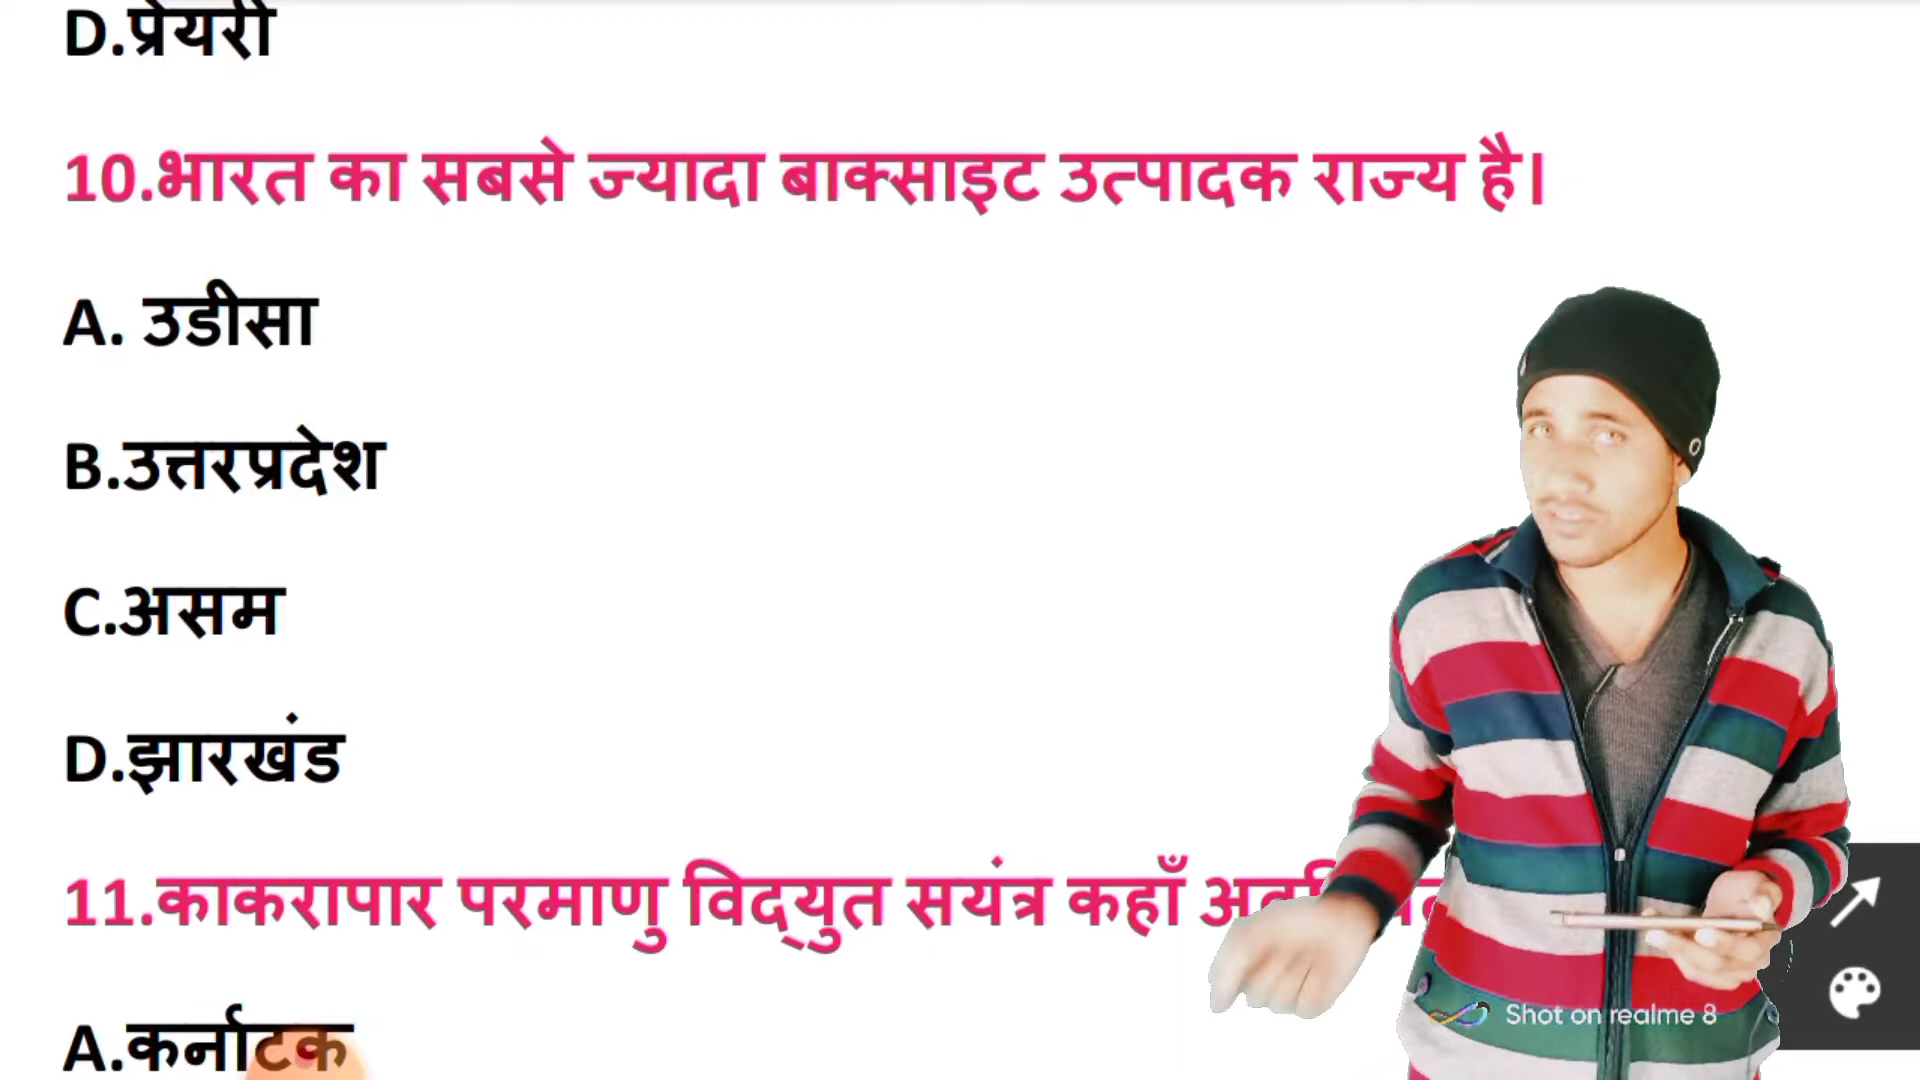 D.प्रेयरी
10.भारत का सबसे ज्यादा बाक्साइट उत्पादक राज्य है।
A. उडीसा
B.उत्तरप्रदेश
C.असम
D.झारखंड
11.काकरापार परमाणु विद्युत सयंत्र कहाँ
A.कर्नाटक
Shot on realme 8